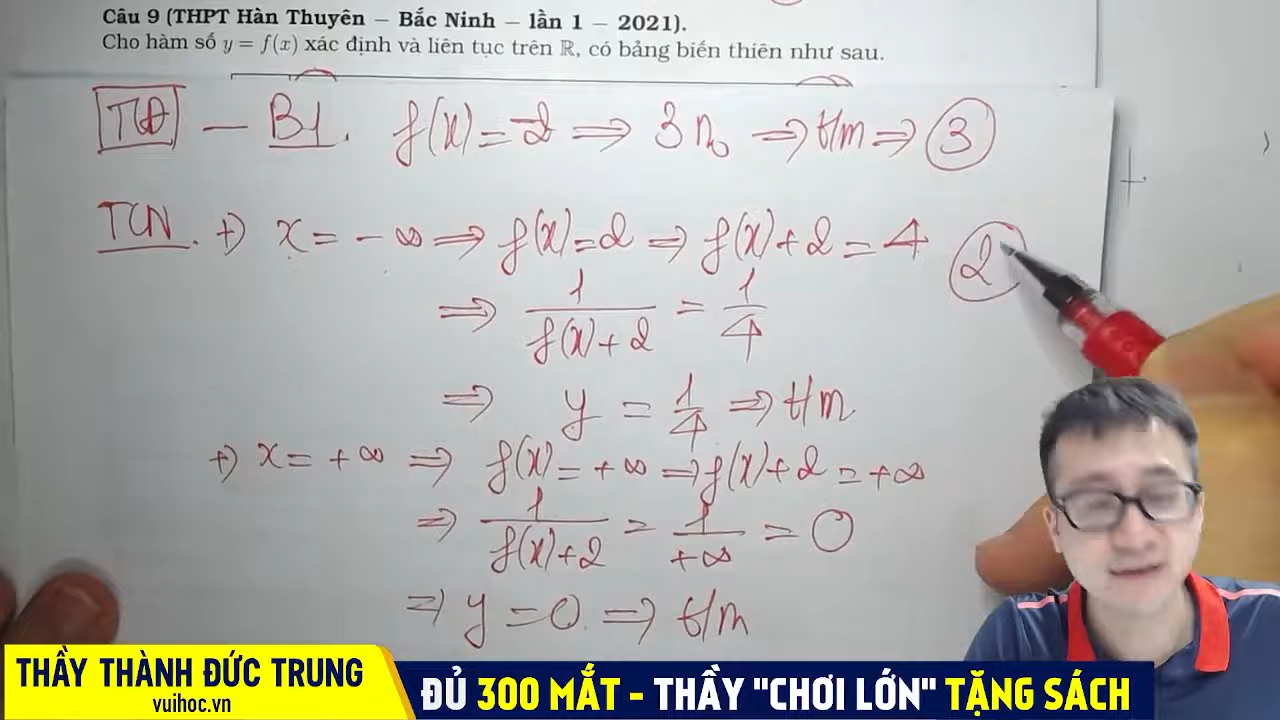 Câu 9 (THPT Hàn Thuyên – Bắc Ninh – lần 1 – 2021).
Cho hàm số y = f(x) xác định và liên tục trên ℝ, có bảng biến thiên như sau.
TCĐ – B1. f(x) = -2 ⇒ 3 n₀ ⇒ t/m ⇒ 3
TCN. +) x = -∞ ⇒ f(x) = 2 ⇒ f(x) + 2 = 4 2
⇒ 1/(f(x) + 2) = 1/4
⇒ y = 1/4 ⇒ t/m
+) x = +∞ ⇒ f(x) = +∞ ⇒ f(x) + 2 = +∞
⇒ 1/(f(x) + 2) = 1/(+∞) = 0
⇒ y = 0. ⇒ t/m
THẦY THÀNH ĐỨC TRUNG
vuihoc.vn
ĐỦ 300 MẮT - THẦY "CHƠI LỚN" TẶNG SÁCH